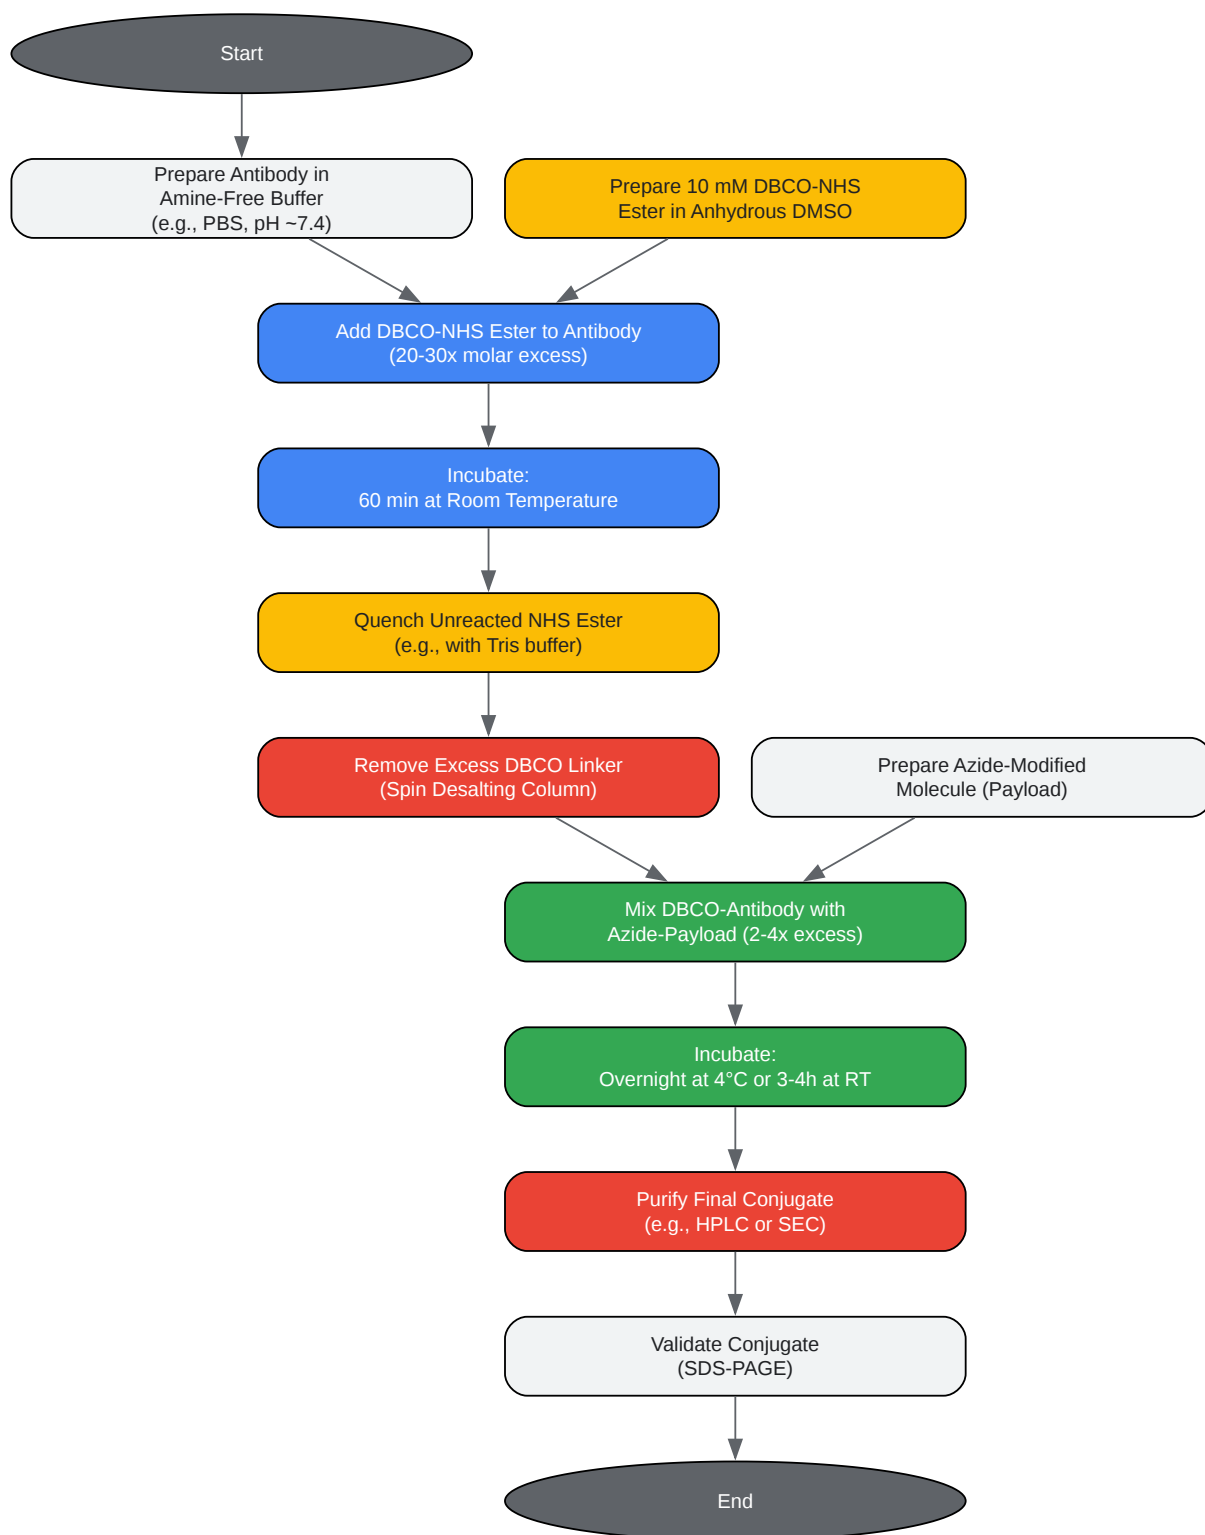 Start
Prepare Antibody in
Amine-Free Buffer
(e.g., PBS, pH ~7.4)
Prepare 10 mM DBCO-NHS
Ester in Anhydrous DMSO
Add DBCO-NHS Ester to Antibody
(20-30x molar excess)
Incubate:
60 min at Room Temperature
Quench Unreacted NHS Ester
(e.g., with Tris buffer)
Remove Excess DBCO Linker
(Spin Desalting Column)
Prepare Azide-Modified
Molecule (Payload)
Mix DBCO-Antibody with
Azide-Payload (2-4x excess)
Incubate:
Overnight at 4°C or 3-4h at RT
Purify Final Conjugate
(e.g., HPLC or SEC)
Validate Conjugate
(SDS-PAGE)
End